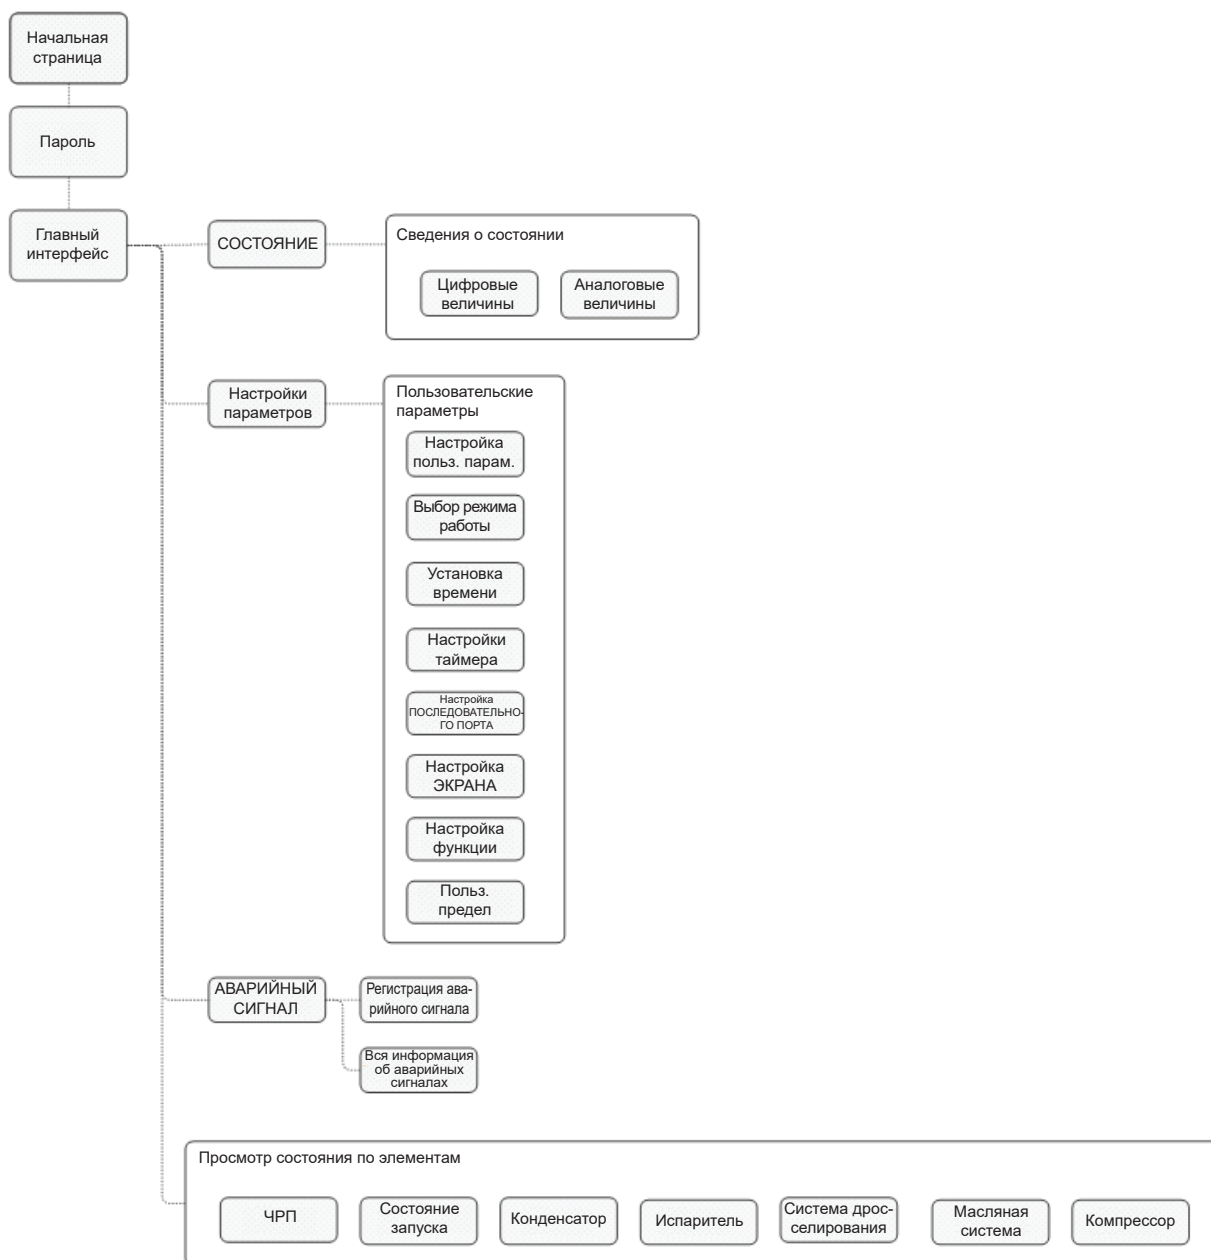 Начальная
страница
Пароль
Главный
интерфейс
СОСТОЯНИЕ
Сведения о состоянии
Цифровые
величины
Аналоговые
величины
Настройки
параметров
Пользовательские
параметры
Настройка
польз. парам.
Выбор режима
работы
Установка
времени
Настройки
таймера
Настройка
ПОСЛЕДОВАТЕЛЬНО-
ГО ПОРТА
Настройка
ЭКРАНА
Настройка
функции
Польз.
предел
АВАРИЙНЫЙ
СИГНАЛ
Регистрация ава-
рийного сигнала
Вся информация
об аварийных
сигналах
Просмотр состояния по элементам
ЧРП
Состояние
запуска
Конденсатор
Испаритель
Система дрос-
селирования
Масляная
система
Компрессор